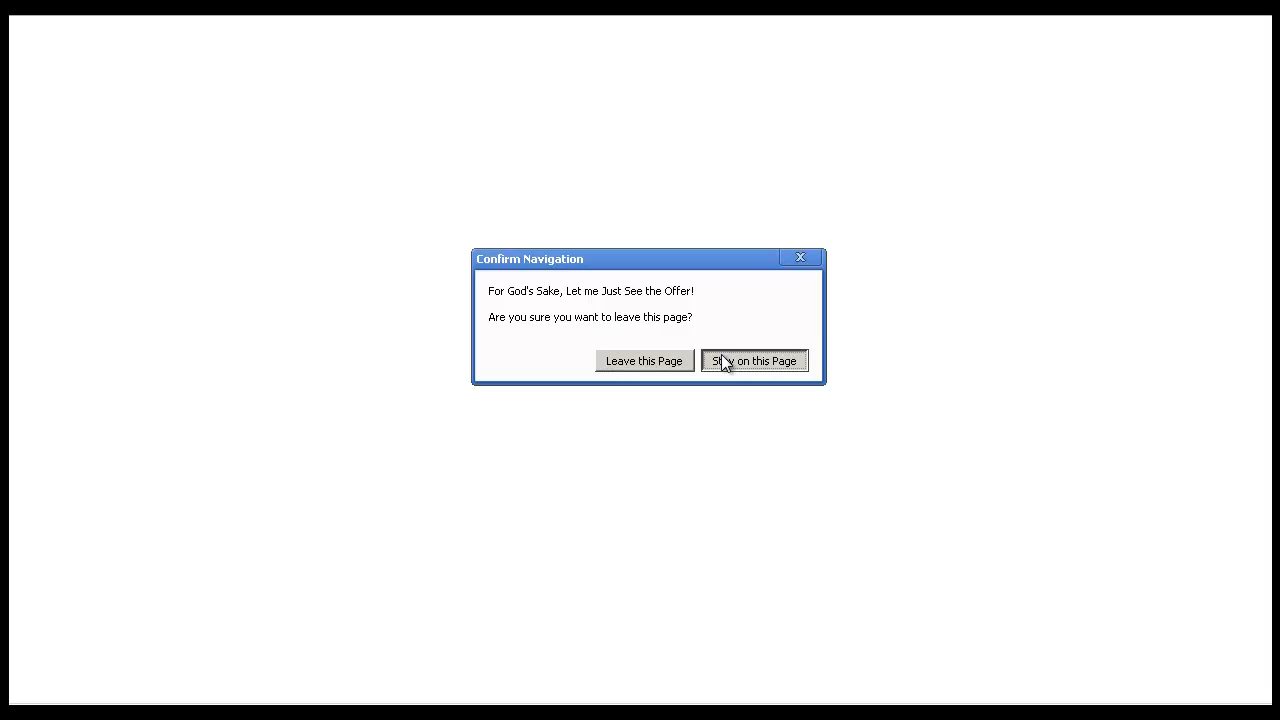 Confirm Navigation
X
For God's Sake, Let me Just See the Offer!
Are you sure you want to leave this page?
Leave this Page
Stay on this Page